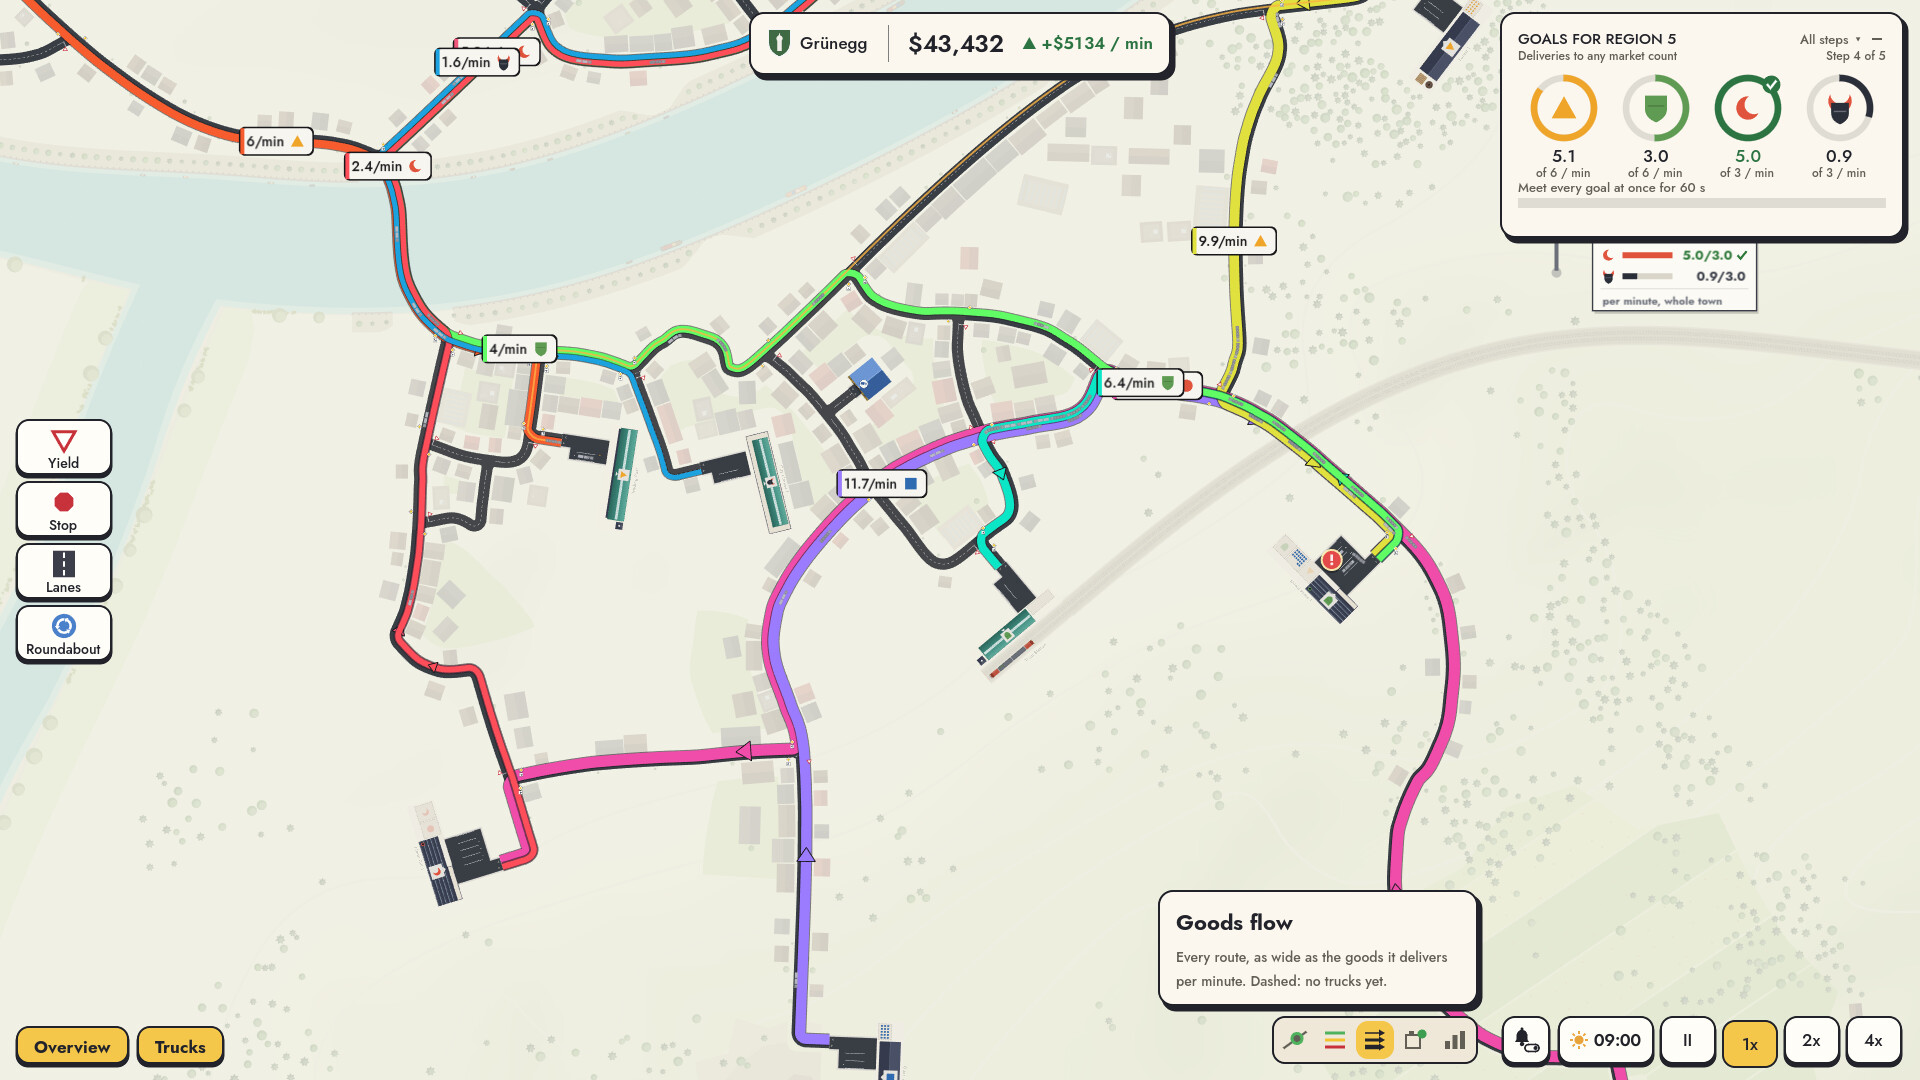 Grünegg
$43,432
+$5134 / min
GOALS FOR REGION 5
All steps
Deliveries to any market count
Step 4 of 5
5.1
of 6 / min
3.0
of 6 / min
5.0
of 3 / min
0.9
of 3 / min
Meet every goal at once for 60 s
5.0/3.0
0.9/3.0
per minute, whole town
1.6/min
6/min
2.4/min
9.9/min
4/min
6.4/min
11.7/min
Yield
Stop
Lanes
Roundabout
Goods flow
Every route, as wide as the goods it delivers
per minute. Dashed: no trucks yet.
Overview
Trucks
09:00
1x
2x
4x